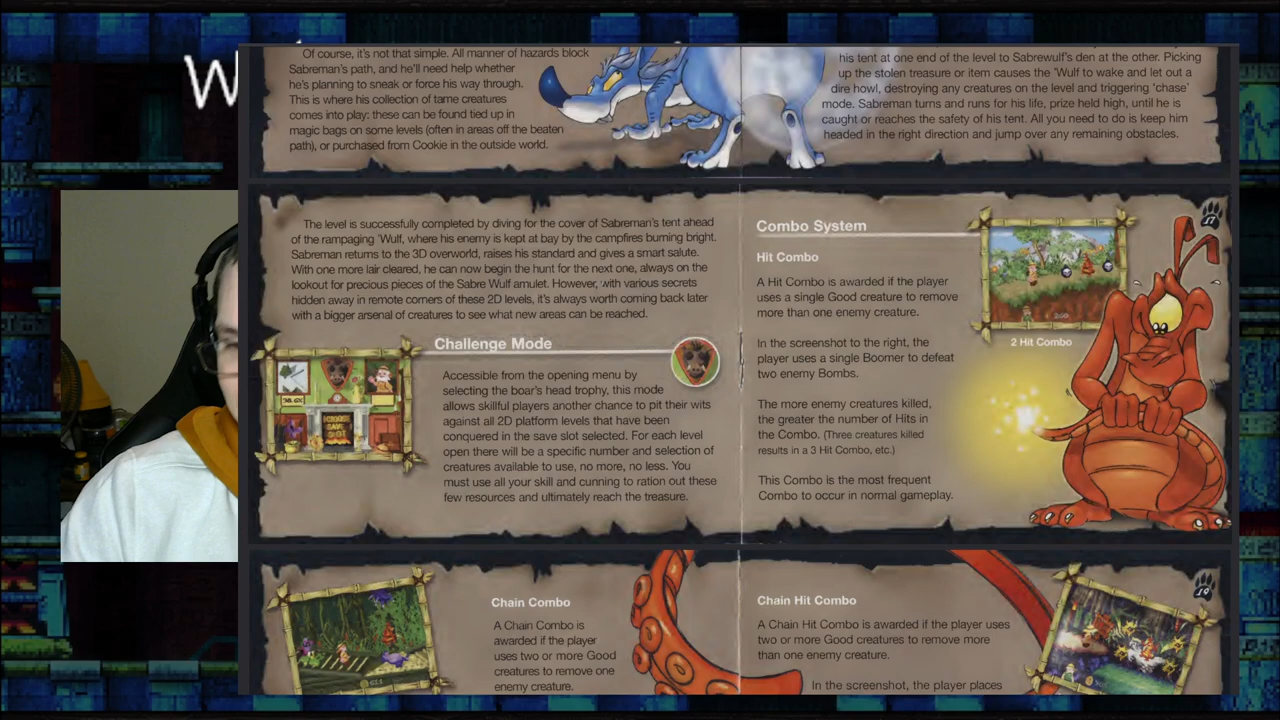 W
Of course, it's not that simple. All manner of hazards block
Sabreman's path, and he'll need help whether
he's planning to sneak or force his way through.
This is where his collection of tame creatures
comes into play: these can be found tied up in
magic bags on some levels (often in areas off the beaten
path), or purchased from Cookie in the outside world.
his tent at one end of the level to Sabrewulf's den at the other. Picking
up the stolen treasure or item causes the 'Wulf to wake and let out a
dire howl, destroying any creatures on the level and triggering 'chase'
mode. Sabreman turns and runs for his life, prize held high, until he is
caught or reaches the safety of his tent. All you need to do is keep him
headed in the right direction and jump over any remaining obstacles.
The level is successfully completed by diving for the cover of Sabreman's tent ahead
of the rampaging 'Wulf, where his enemy is kept at bay by the campfires burning bright.
Sabreman returns to the 3D overworld, raises his standard and gives a smart salute.
With one more lair cleared, he can now begin the hunt for the next one, always on the
lookout for precious pieces of the Sabre Wulf amulet. However, with various secrets
hidden away in remote corners of these 2D levels, it's always worth coming back later
with a bigger arsenal of creatures to see what new areas can be reached.
Challenge Mode
Accessible from the opening menu by
selecting the boar's head trophy, this mode
allows skillful players another chance to pit their wits
against all 2D platform levels that have been
conquered in the save slot selected. For each level
open there will be a specific number and selection of
creatures available to use, no more, no less. You
must use all your skill and cunning to ration out these
few resources and ultimately reach the treasure.
CHOOSE
SAVE
SLOT
17
Combo System
Hit Combo
A Hit Combo is awarded if the player
uses a single Good creature to remove
more than one enemy creature.
In the screenshot to the right, the
player uses a single Boomer to defeat
two enemy Bombs.
The more enemy creatures killed,
the greater the number of Hits in
the Combo. (Three creatures killed
results in a 3 Hit Combo, etc.)
This Combo is the most frequent
Combo to occur in normal gameplay.
2 Hit Combo
Chain Combo
A Chain Combo is
awarded if the player
uses two or more Good
creatures to remove one
enemy creature.
19
Chain Hit Combo
A Chain Hit Combo is awarded if the player uses
two or more Good creatures to remove more
than one enemy creature.
In the screenshot, the player places